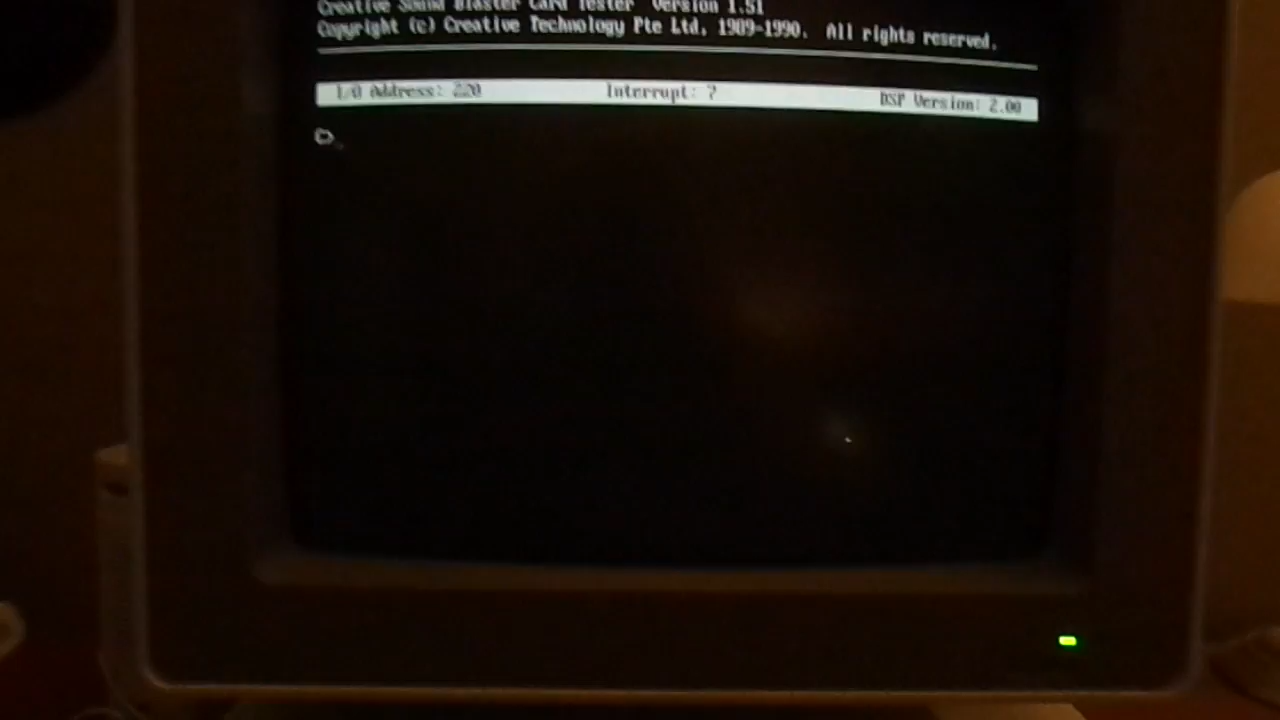 Creative Sound Blaster Card Tester Version 1.51
Copyright (c) Creative Technology Pte Ltd, 1989-1990. All rights reserved.
I/O Address: 220 Interrupt: 7 DSP Version: 2.00